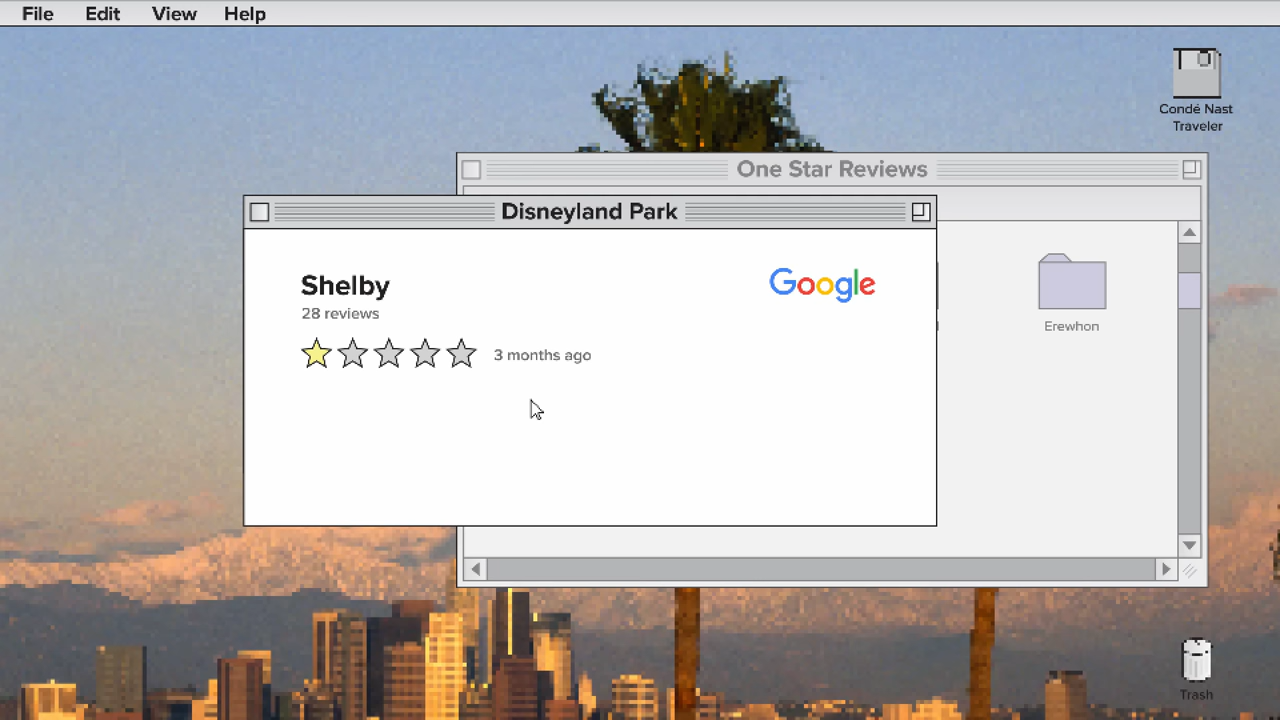 File Edit View Help
Condé Nast
Traveler
One Star Reviews
Disneyland Park
Shelby
Google
28 reviews
3 months ago
Erewhon
Trash